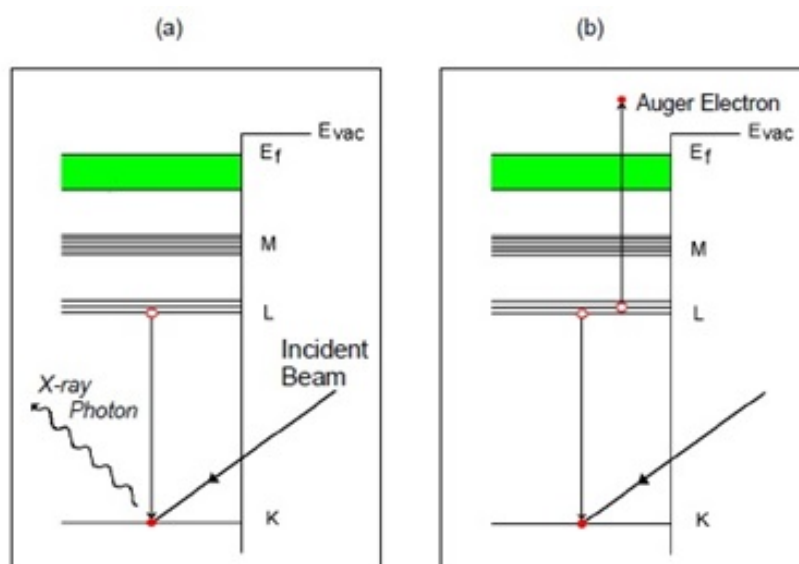 (a)
Evac
Ef
M
L
Incident
Beam
X-ray
Photon
K
(b)
Auger Electron
Evac
Ef
M
L
K